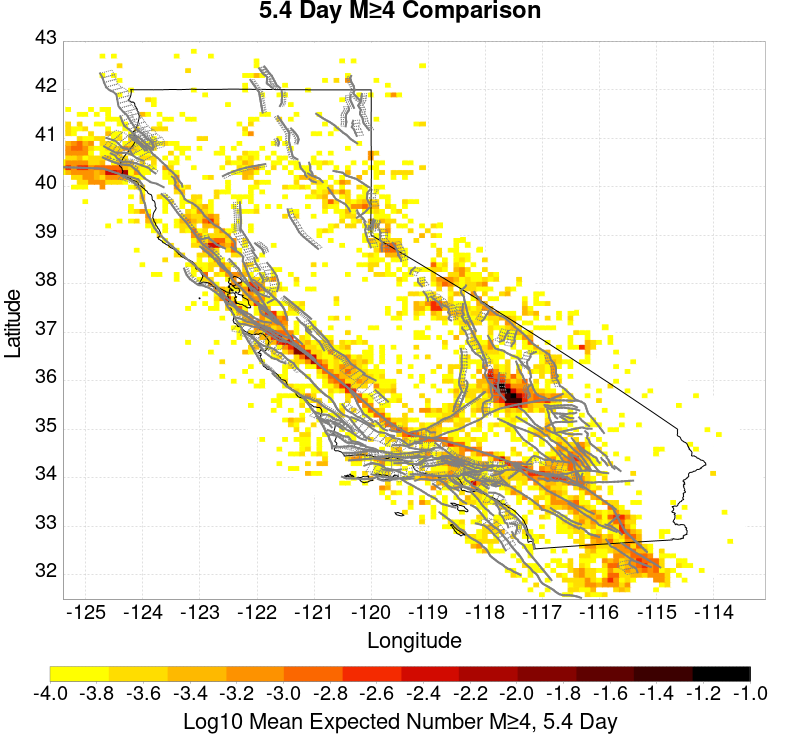 5.4 Day M≥4 Comparison
43
42
41
40
39
38
37
36
35
34
33
32
Latitude
-125 -124 -123 -122 -121 -120 -119 -118 -117 -116 -115 -114
Longitude
-4.0 -3.8 -3.6 -3.4 -3.2 -3.0 -2.8 -2.6 -2.4 -2.2 -2.0 -1.8 -1.6 -1.4 -1.2 -1.0
Log10 Mean Expected Number M≥4, 5.4 Day